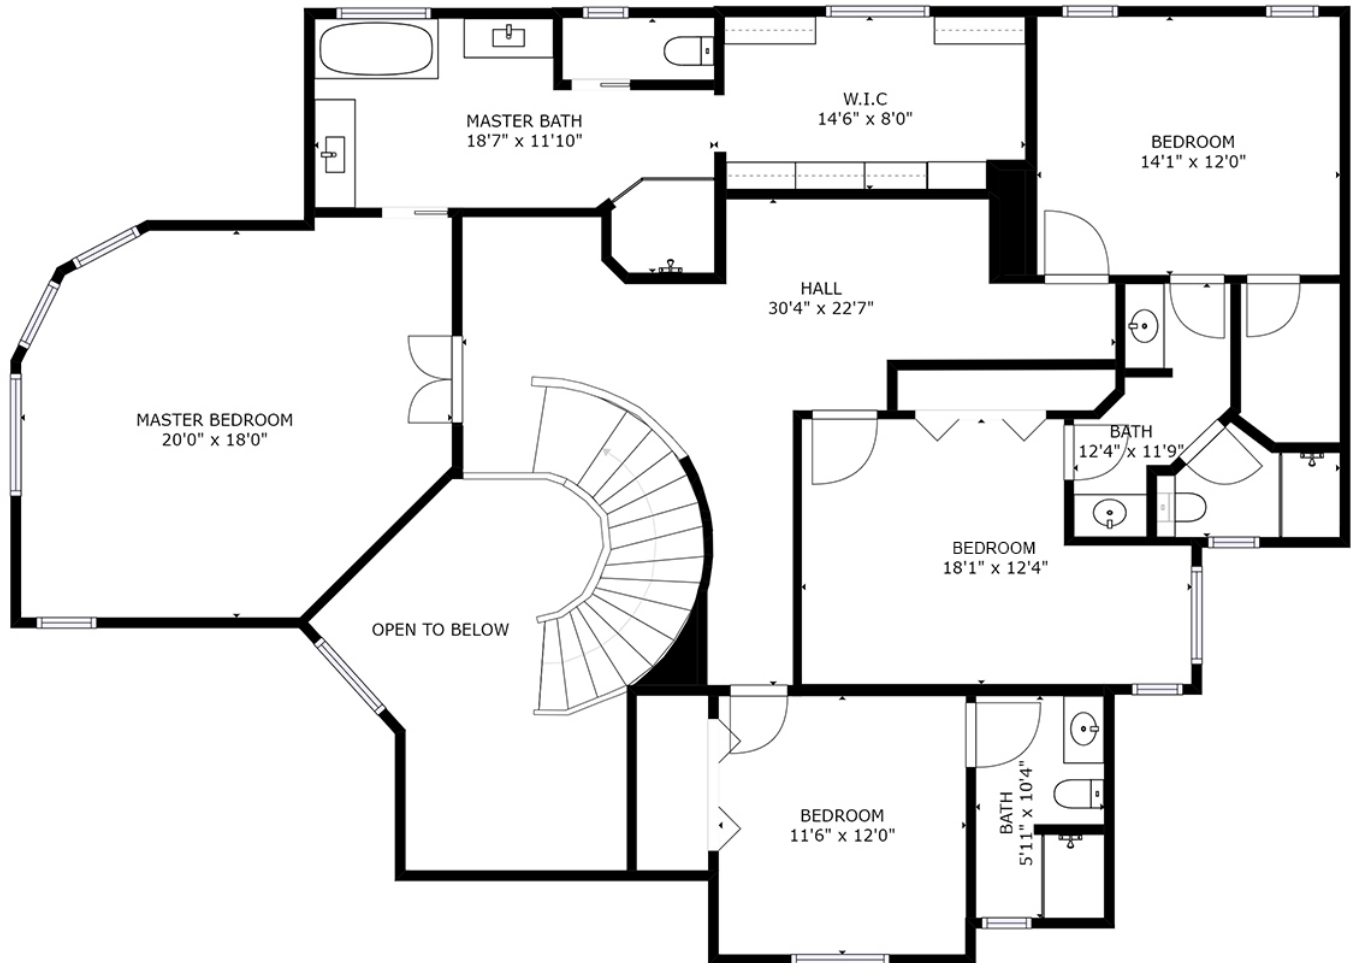 MASTER BATH
18'7" x 11'10"
W.I.C
14'6" x 8'0"
BEDROOM
14'1" x 12'0"
HALL
30'4" x 22'7"
MASTER BEDROOM
20'0" x 18'0"
BATH
12'4" x 11'9"
BEDROOM
18'1" x 12'4"
OPEN TO BELOW
BEDROOM
11'6" x 12'0"
BATH
5'11" x 10'4"